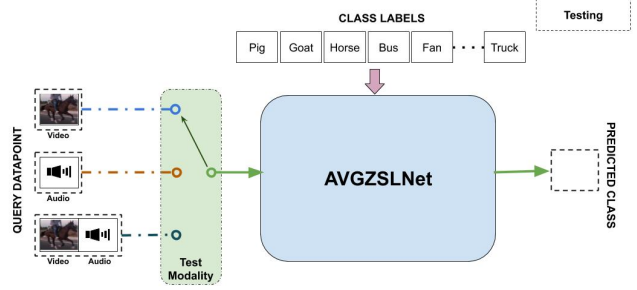 CLASS LABELS
Testing
Pig Goat Horse Bus Fan Truck
QUERY DATAPOINT
Video
Audio
Video Audio
Test
Modality
AVGZSLNet
PREDICTED CLASS